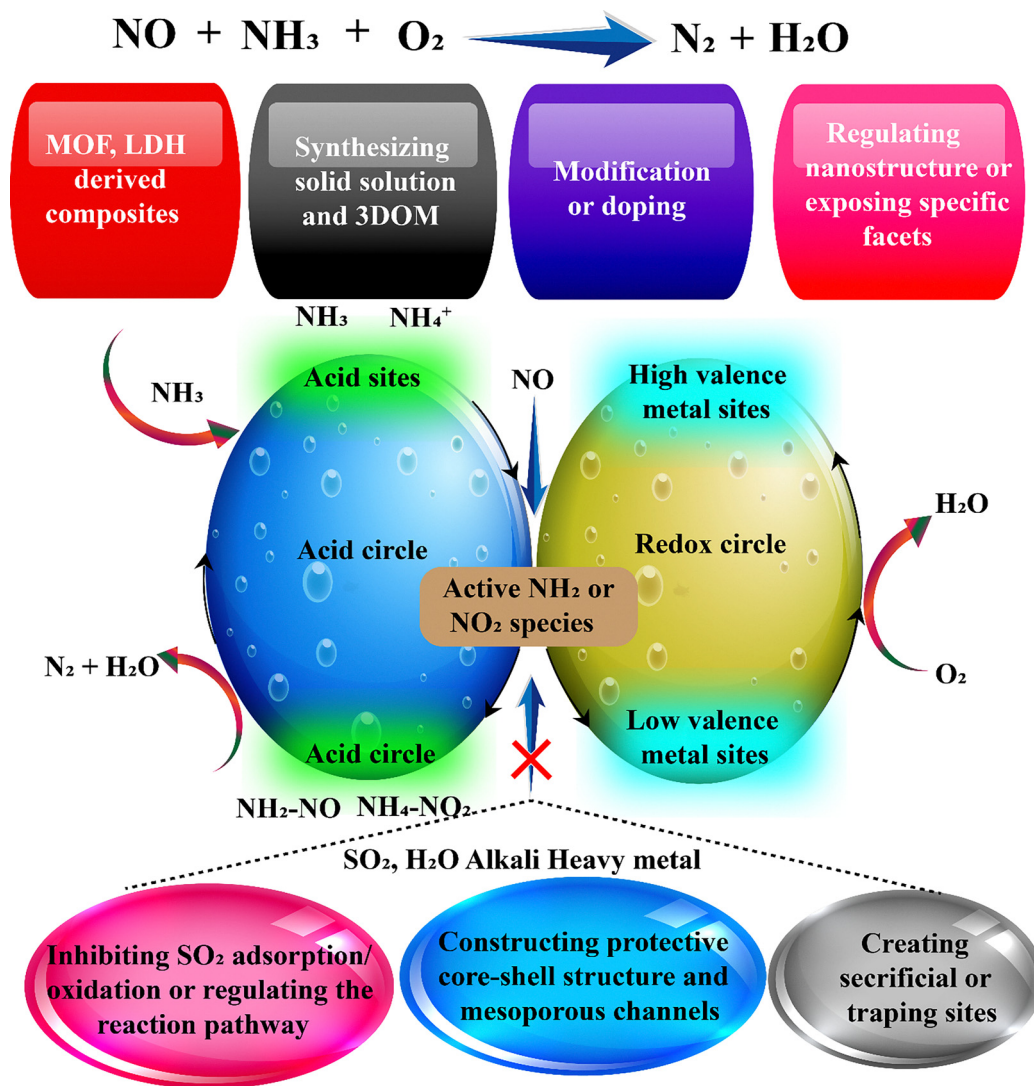 NO + NH₃ + O₂ N₂ + H₂O
MOF, LDH
derived
composites
Synthesizing
solid solution
and 3DOM
Modification
or doping
Regulating
nanostructure or
exposing specific
facets
NH₃ NH₄⁺
Acid sites
NH₃
NO
High valence
metal sites
H₂O
Acid circle
Redox circle
Active NH₂ or
NO₂ species
N₂ + H₂O
O₂
Acid circle
Low valence
metal sites
NH₂-NO NH₄-NO₂
SO₂, H₂O Alkali Heavy metal
Inhibiting SO₂ adsorption/
oxidation or regulating the
reaction pathway
Constructing protective
core-shell structure and
mesoporous channels
Creating
secrificial or
traping sites